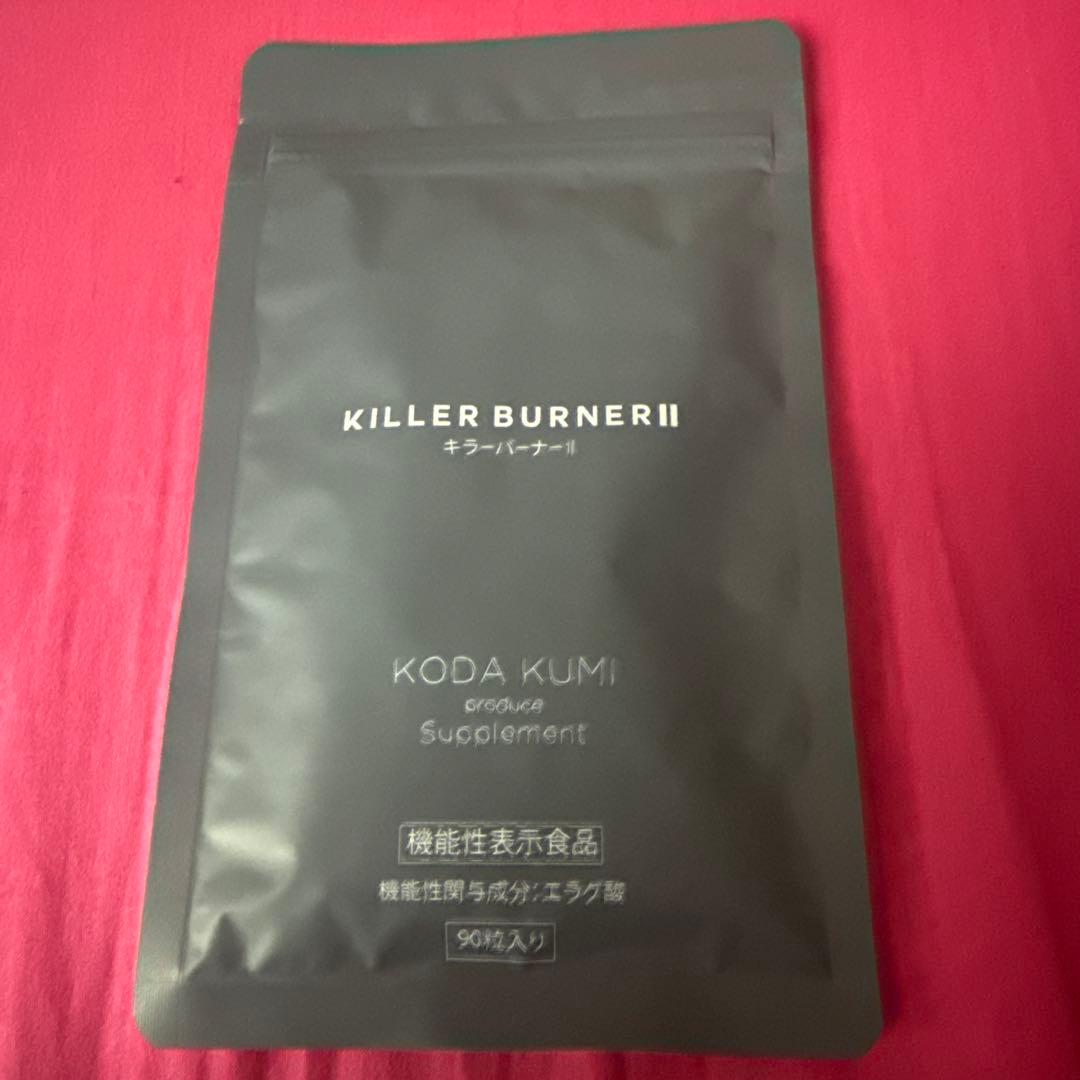 KILLER BURNERⅡ
キラーバーナーⅡ
KODA KUMI
produce
Supplement
機能性表示食品
機能性関与成分:エラグ酸
90粒入り